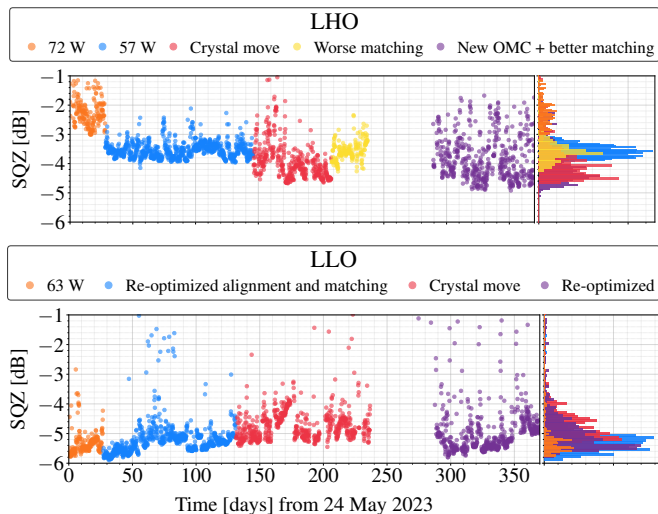 LHO
72 W 57 W Crystal move Worse matching New OMC + better matching
−1
−2
−3
−4
−5
−6
SQZ [dB]
LLO
63 W Re-optimized alignment and matching Crystal move Re-optimized
−1
−2
−3
−4
−5
−6
SQZ [dB]
0 50 100 150 200 250 300 350
Time [days] from 24 May 2023